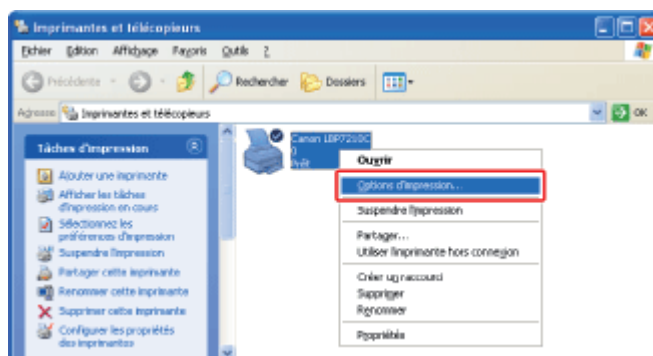 Imprimantes et télécopieurs
Fichier Edition Affichage Favoris Outils ?
Précédente Rechercher Dossiers
Adresse Imprimantes et télécopieurs OK
Tâches d'impression
Ajouter une imprimante
Afficher les tâches
d'impression en cours
Sélectionnez les
préférences d'impression
Suspendre l'impression
Partager cette imprimante
Renommer cette imprimante
Supprimer cette imprimante
Configurer les propriétés
des imprimantes
Canon LBP7210C
0
Prêt
Ouvrir
Options d'impression...
Suspendre l'impression
Partager...
Utiliser l'imprimante hors connexion
Créer un raccourci
Supprimer
Renommer
Propriétés